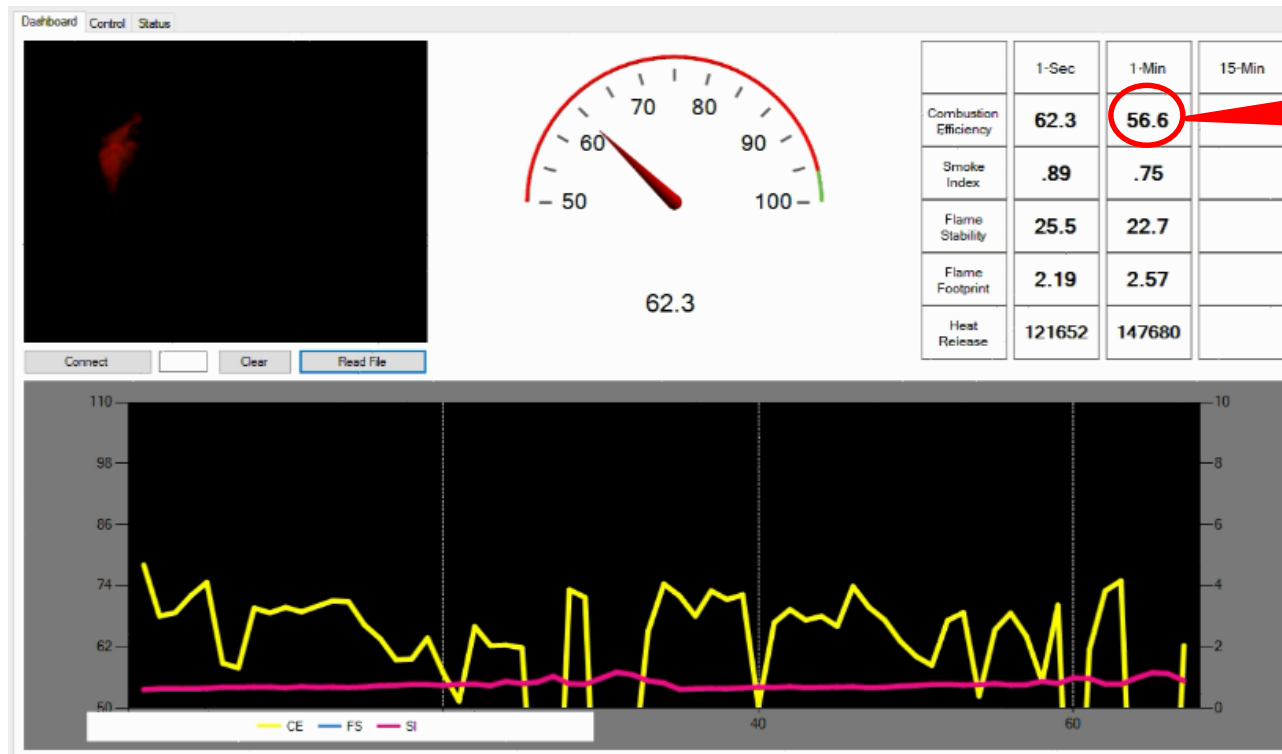 Dashboard Control Status
70 80
60 90
50 100
62.3
1-Sec 1-Min 15-Min
Combustion
Efficiency 62.3 56.6
Smoke
Index .89 .75
Flame
Stability 25.5 22.7
Flame
Footprint 2.19 2.57
Heat
Release 121652 147680
Connect Clear Read File
110 10
98 8
86 6
74 4
62 2
50 0
CE FS SI 40 60